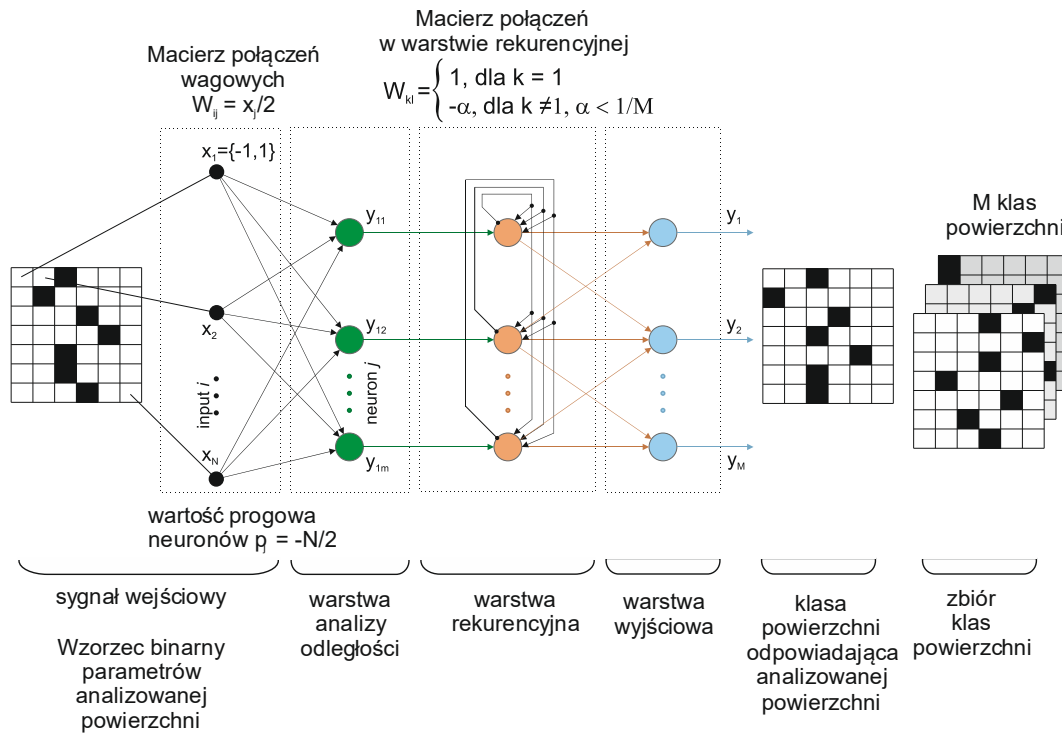 Macierz połączeń
wagowych
W_ij = x_j/2
Macierz połączeń
w warstwie rekurencyjnej
W_kl = { 1, dla k = 1
-α, dla k ≠1, α < 1/M
x_1={-1,1}
x_2
x_N
input i
y_11
y_12
y_1m
neuron j
y_1
y_2
y_M
M klas
powierzchni
wartość progowa
neuronów p_j = -N/2
sygnał wejściowy
Wzorzec binarny
parametrów
analizowanej
powierzchni
warstwa
analizy
odległości
warstwa
rekurencyjna
warstwa
wyjściowa
klasa
powierzchni
odpowiadająca
analizowanej
powierzchni
zbiór
klas
powierzchni